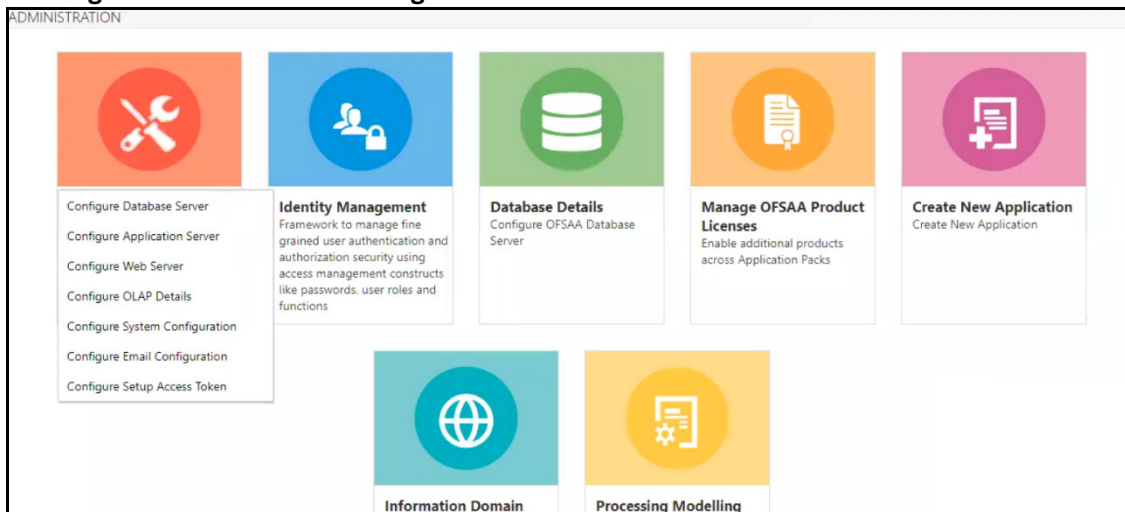 ADMINISTRATION
Configure Database Server
Configure Application Server
Configure Web Server
Configure OLAP Details
Configure System Configuration
Configure Email Configuration
Configure Setup Access Token
Identity Management
Framework to manage fine
grained user authentication and
authorization security using
access management constructs
like passwords, user roles and
functions
Database Details
Configure OFSAA Database
Server
Manage OFSAA Product
Licenses
Enable additional products
across Application Packs
Create New Application
Create New Application
Information Domain
Processing Modelling